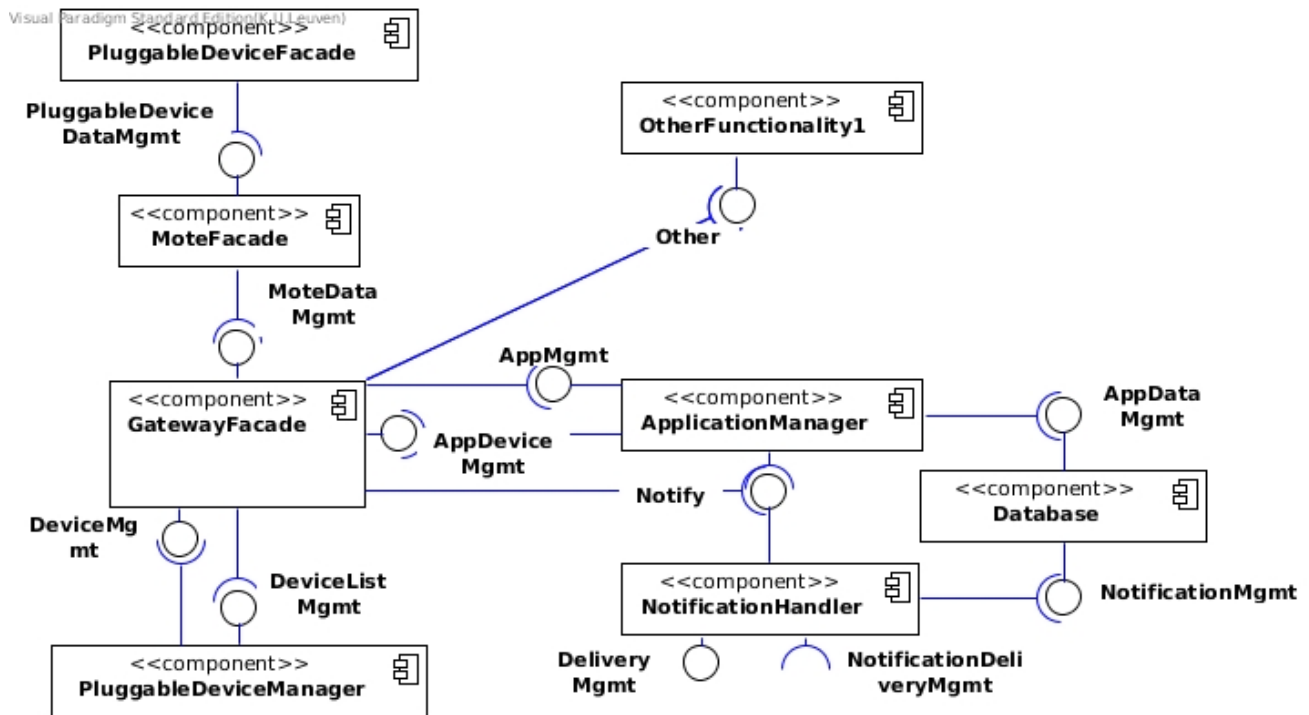 Visual Paradigm Standard Edition(K.U.Leuven)
<<component>>
PluggableDeviceFacade
PluggableDevice
DataMgmt
<<component>>
OtherFunctionality1
<<component>>
MoteFacade
Other
MoteData
Mgmt
AppMgmt
<<component>>
GatewayFacade
<<component>>
ApplicationManager
AppData
Mgmt
AppDevice
Mgmt
Notify
<<component>>
Database
DeviceMg
mt
DeviceList
Mgmt
<<component>>
NotificationHandler
NotificationMgmt
<<component>>
PluggableDeviceManager
Delivery
Mgmt
NotificationDeli
veryMgmt